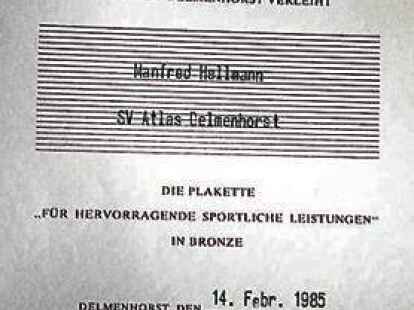 DELMENHORST VERLEIHT
Manfred Hellmann
SV Atlas Delmenhorst
DIE PLAKETTE
„FÜR HERVORRAGENDE SPORTLICHE LEISTUNGEN“
IN BRONZE
DELMENHORST, DEN 14. Febr. 1985